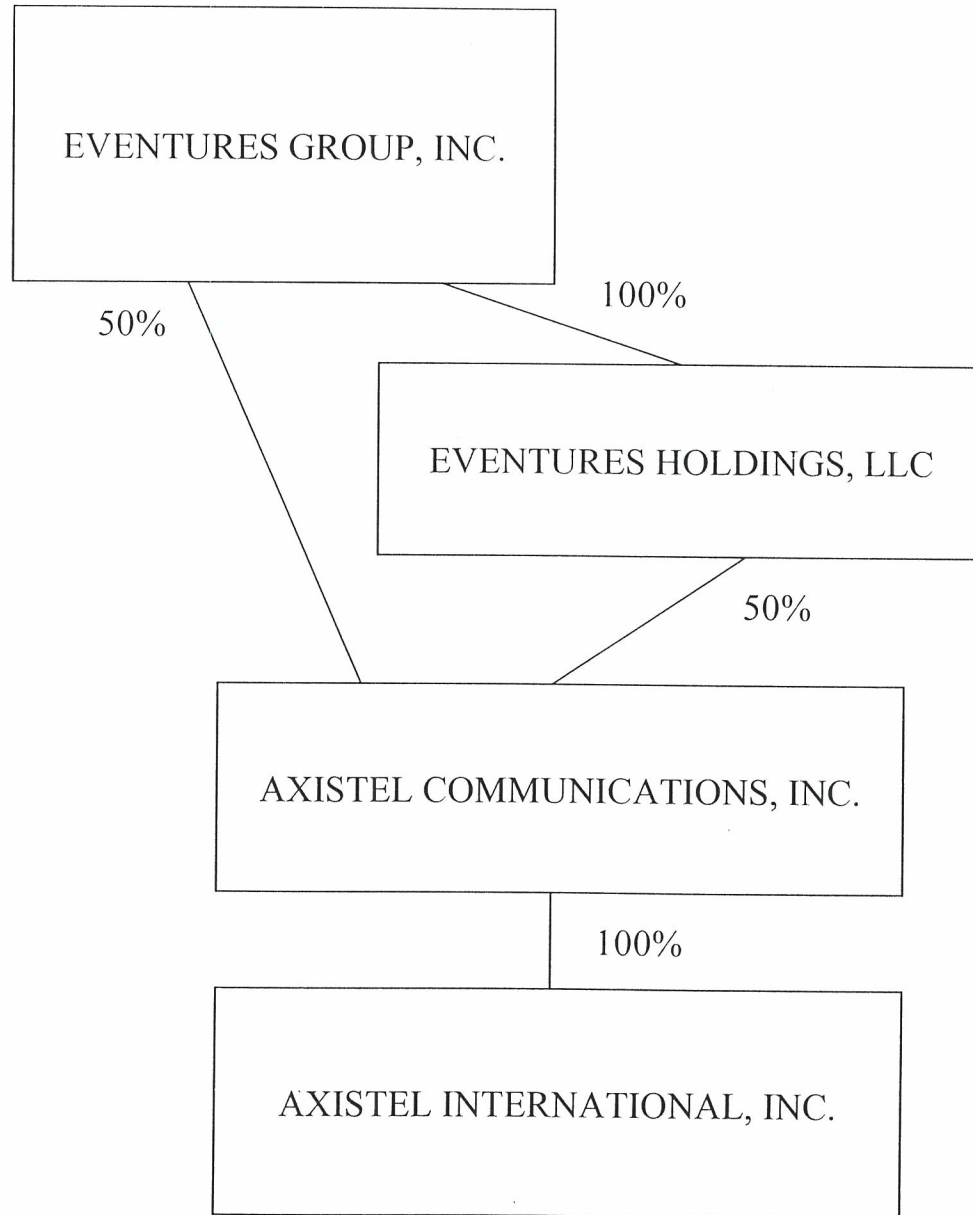 EVENTURES GROUP, INC.
50%
100%
EVENTURES HOLDINGS, LLC
50%
AXISTEL COMMUNICATIONS, INC.
100%
AXISTEL INTERNATIONAL, INC.